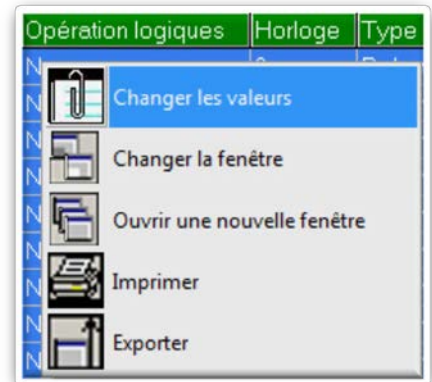 Opération logiques Horloge Type
N
Changer les valeurs
N
Changer la fenêtre
N
N
Ouvrir une nouvelle fenêtre
N
N
Imprimer
N
N
Exporter
N